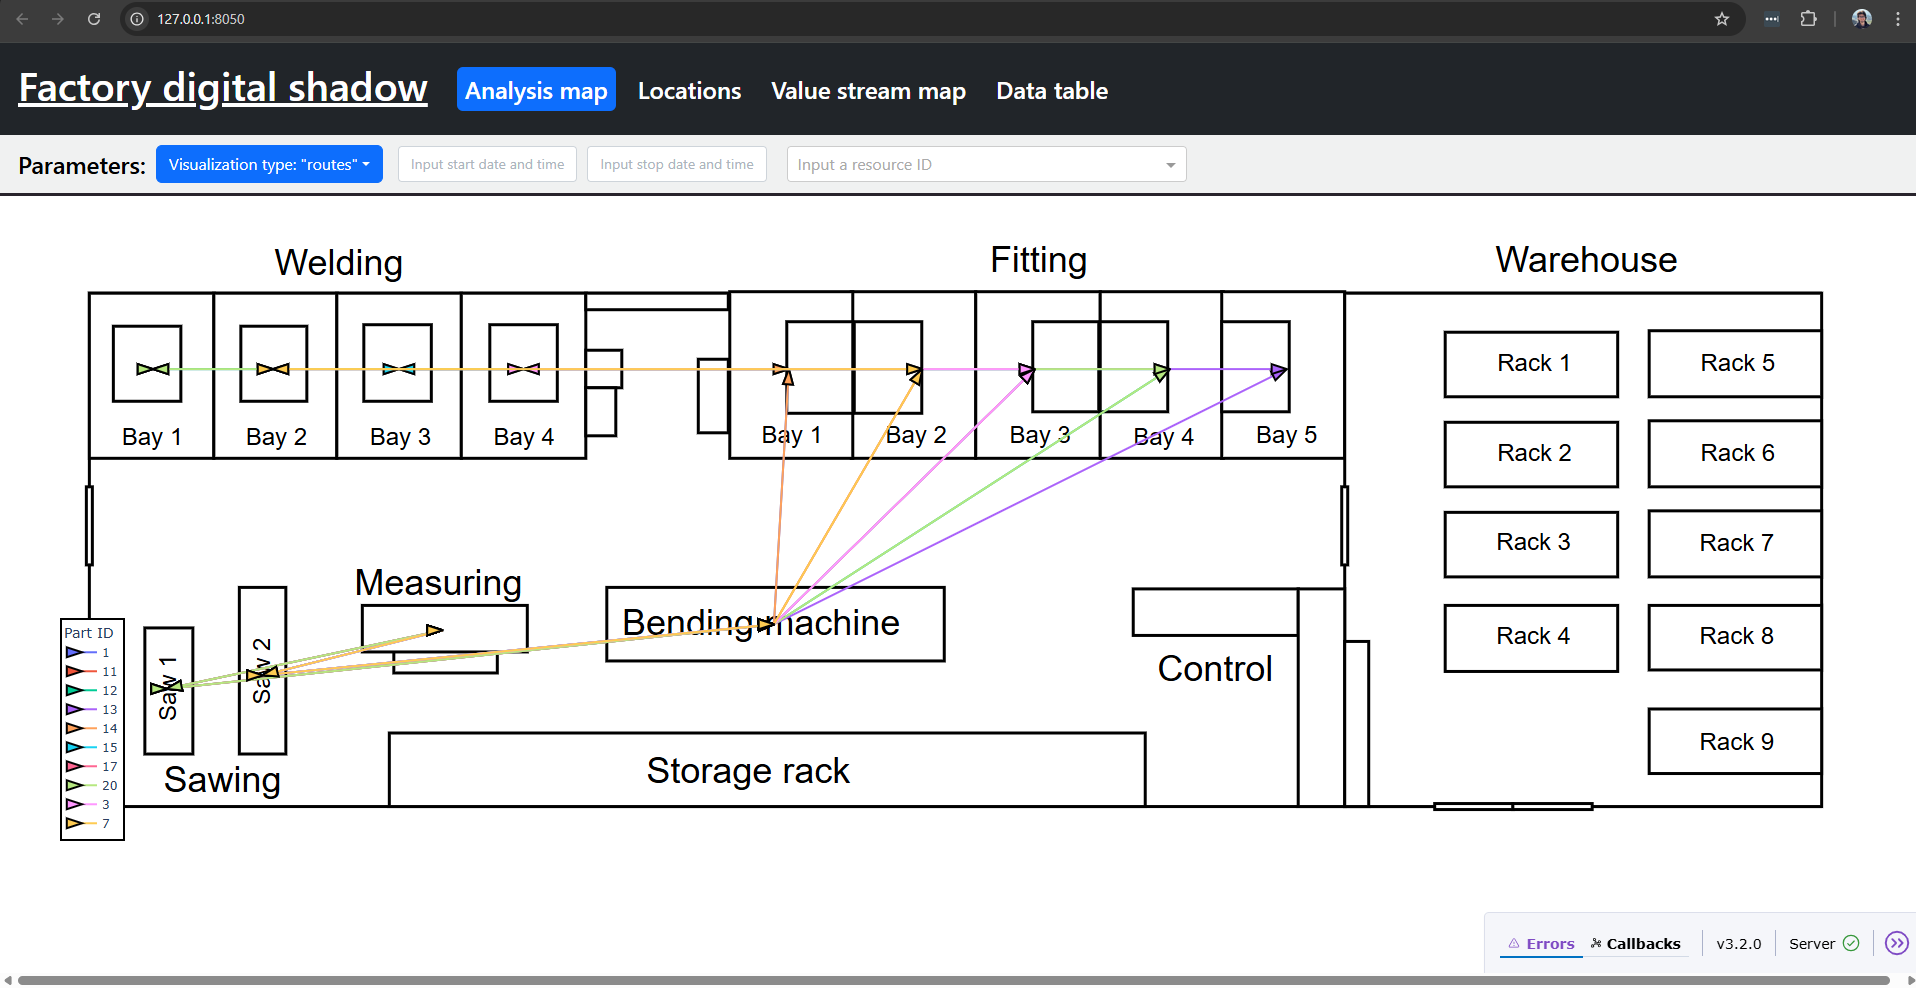 127.0.0.1:8050
Factory digital shadow
Analysis map
Locations
Value stream map
Data table
Parameters:
Visualization type: "routes"
Input start date and time
Input stop date and time
Input a resource ID
Welding
Fitting
Warehouse
Bay 1
Bay 2
Bay 3
Bay 4
Bay 1
Bay 2
Bay 3
Bay 4
Bay 5
Rack 1
Rack 5
Rack 2
Rack 6
Rack 3
Rack 7
Rack 4
Rack 8
Rack 9
Measuring
Bending machine
Control
Saw 1
Saw 2
Sawing
Storage rack
Part ID
1
11
12
13
14
15
17
20
3
7
Errors
Callbacks
v3.2.0
Server